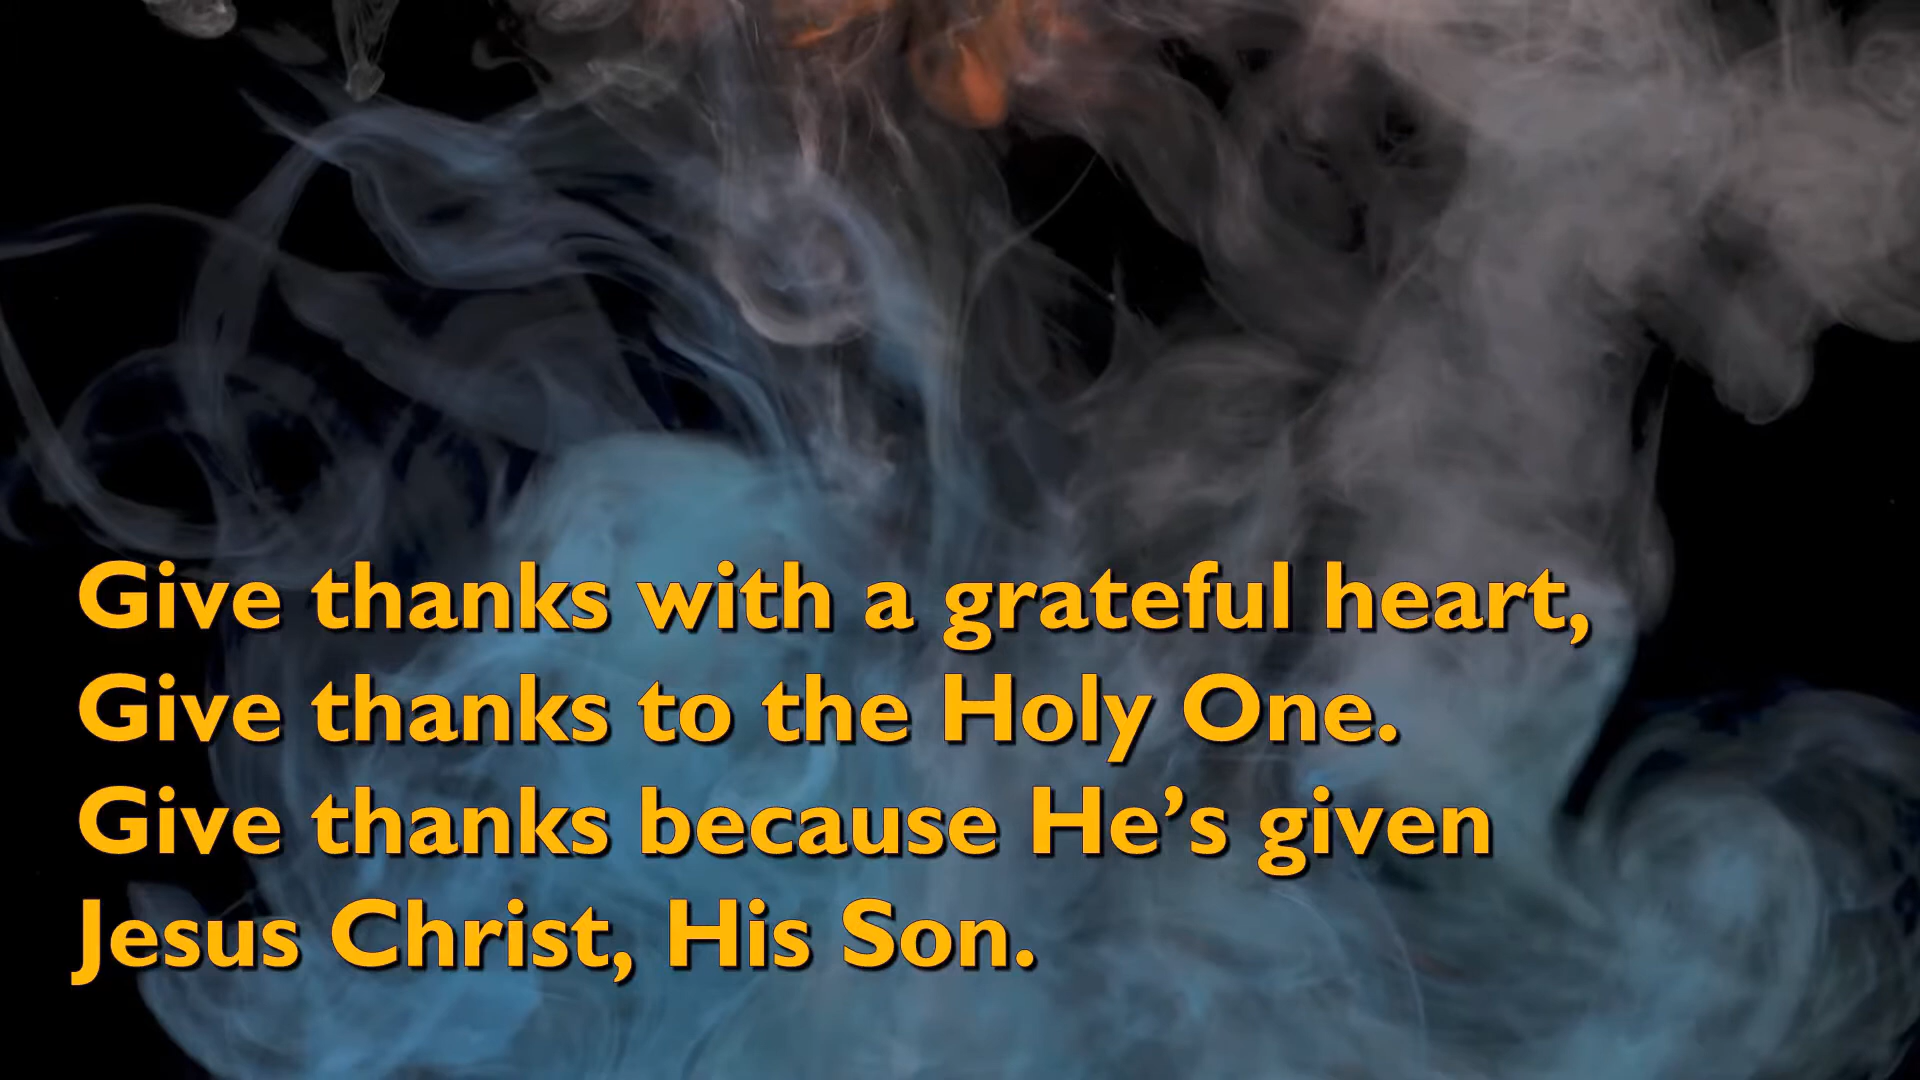 Give thanks with a grateful heart,
Give thanks to the Holy One.
Give thanks because He’s given
Jesus Christ, His Son.